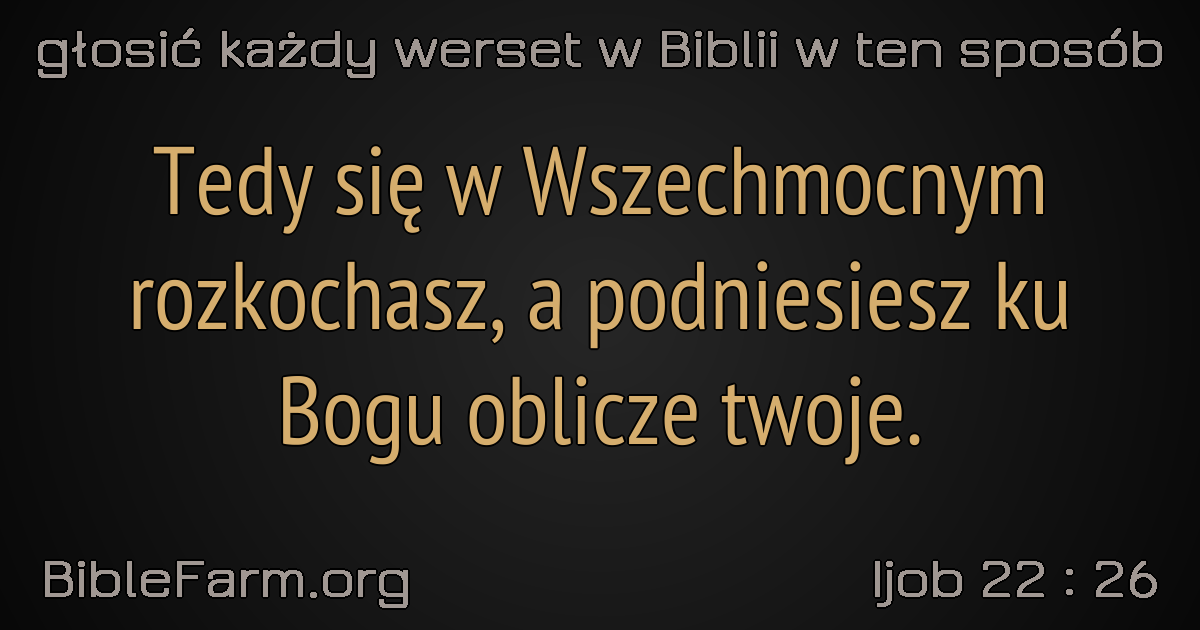 głosić każdy werset w Biblii w ten sposób
Tedy się w Wszechmocnym
rozkochasz, a podniesiesz ku
Bogu oblicze twoje.
BibleFarm.org
Ijob 22 : 26